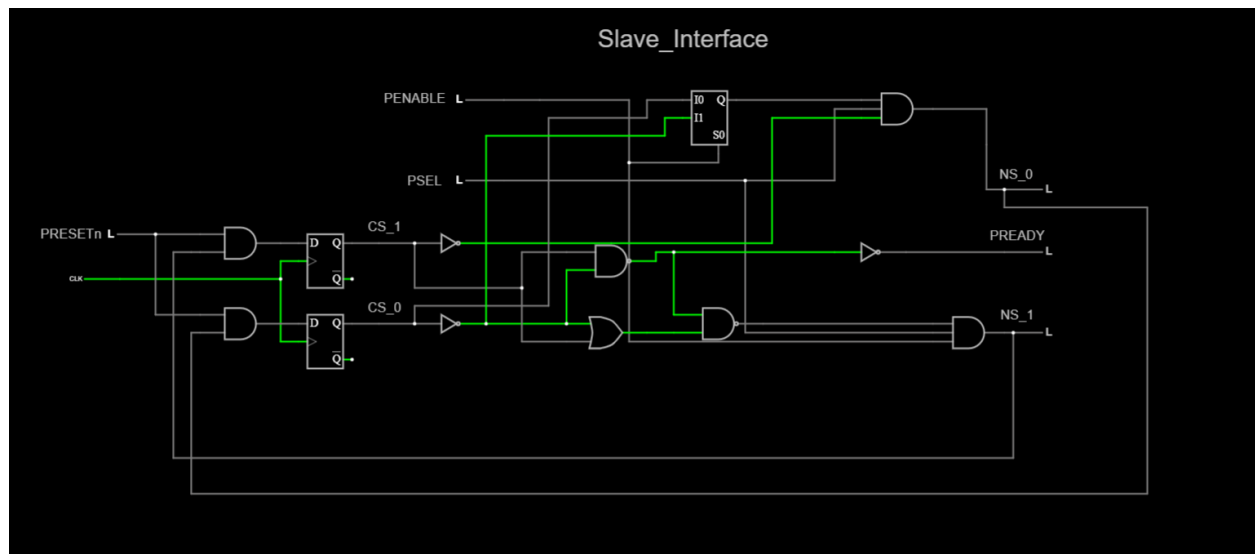 Slave_Interface
PENABLE L
I0 Q
I1
S0
PSEL L
NS_0
L
PRESETn L
CS_1
D Q
Q
PREADY
L
CLK
CS_0
D Q
Q
NS_1
L